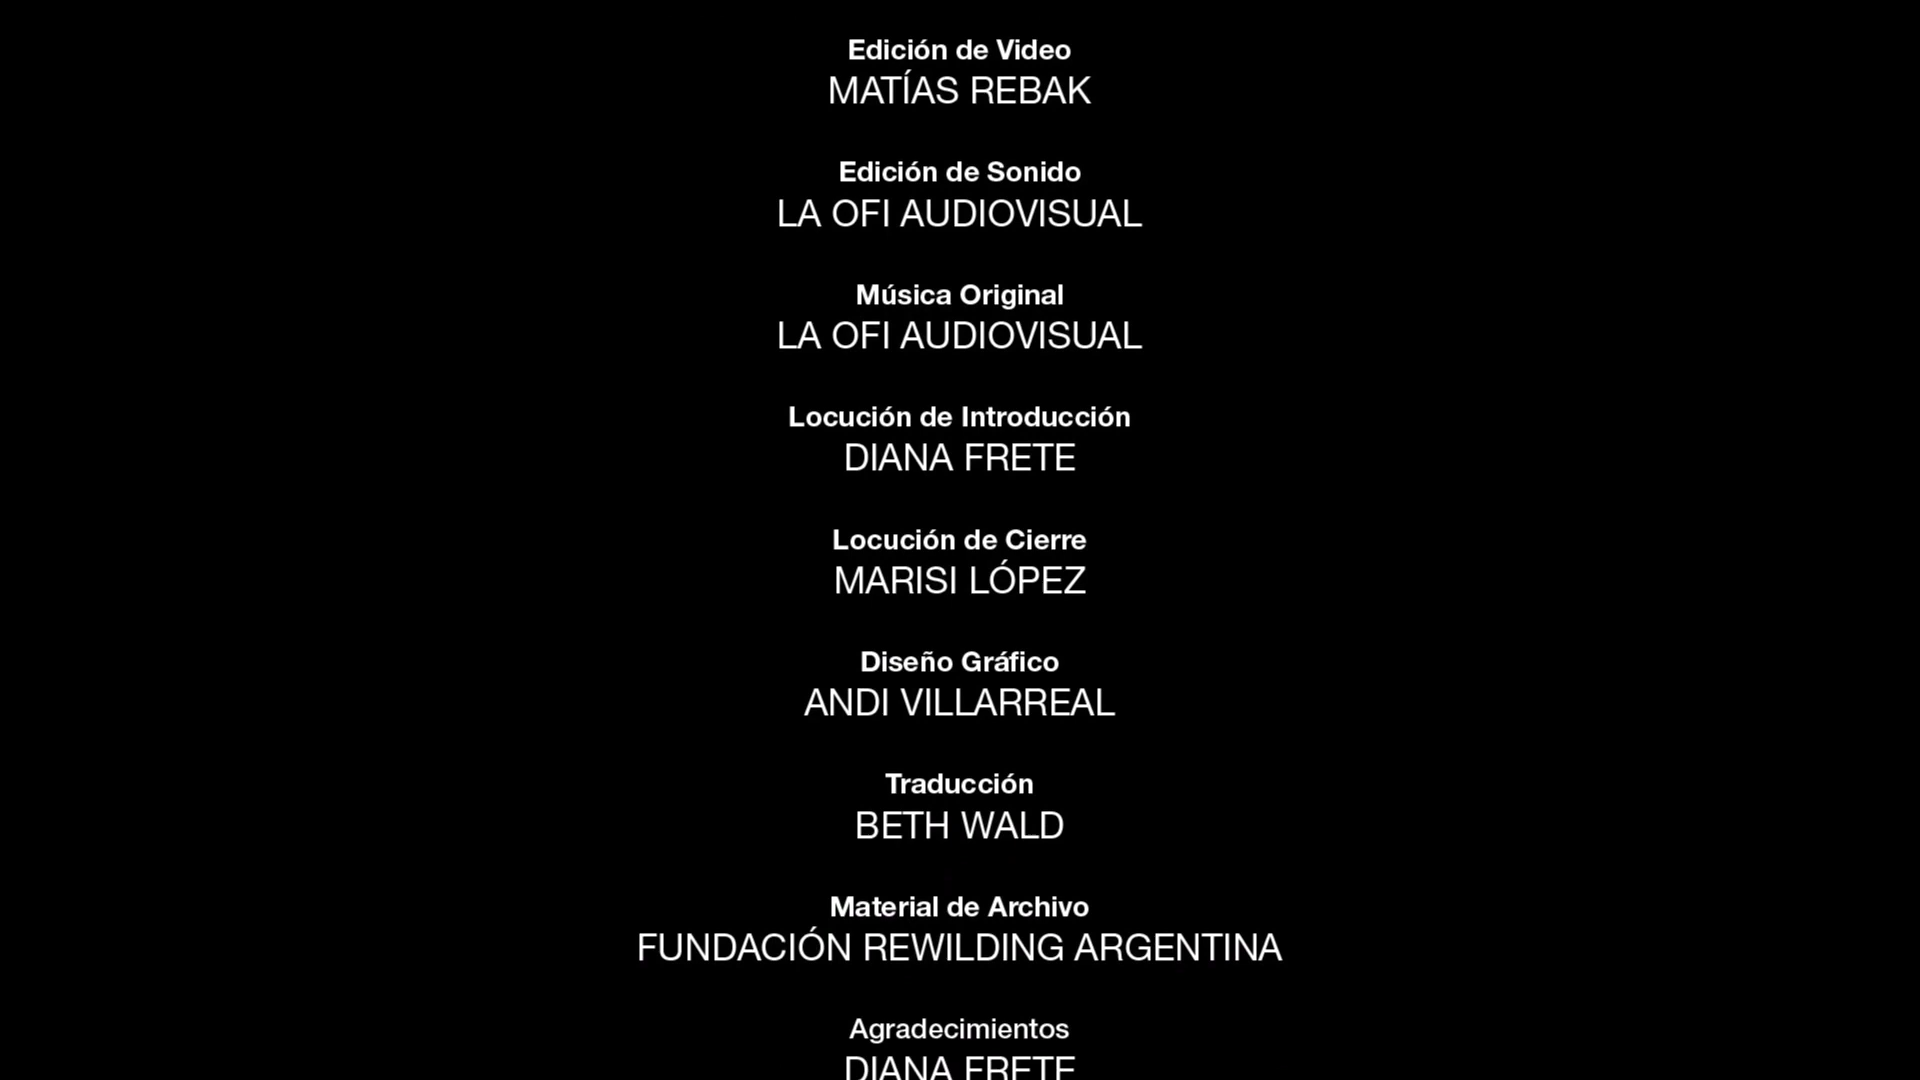 Edición de Video
MATÍAS REBAK
Edición de Sonido
LA OFI AUDIOVISUAL
Música Original
LA OFI AUDIOVISUAL
Locución de Introducción
DIANA FRETE
Locución de Cierre
MARISI LÓPEZ
Diseño Gráfico
ANDI VILLARREAL
Traducción
BETH WALD
Material de Archivo
FUNDACIÓN REWILDING ARGENTINA
Agradecimientos
DIANA FRETE